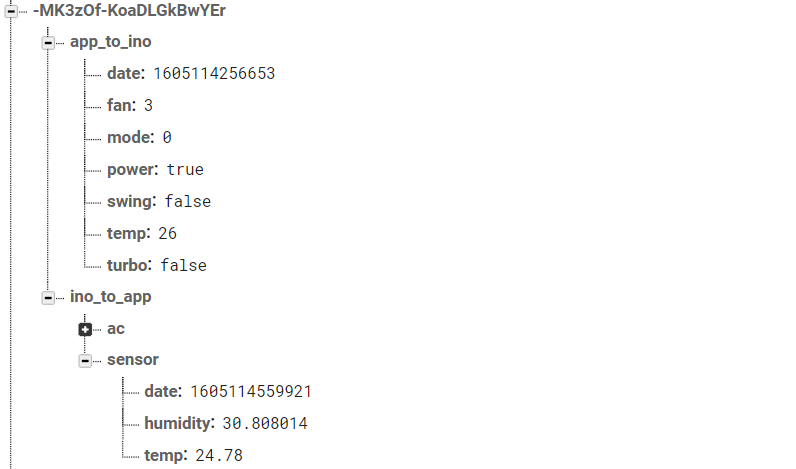 -MK3zOf-KoaDLGkBwYEr
app_to_ino
date: 1605114256653
fan: 3
mode: 0
power: true
swing: false
temp: 26
turbo: false
ino_to_app
ac
sensor
date: 1605114559921
humidity: 30.808014
temp: 24.78